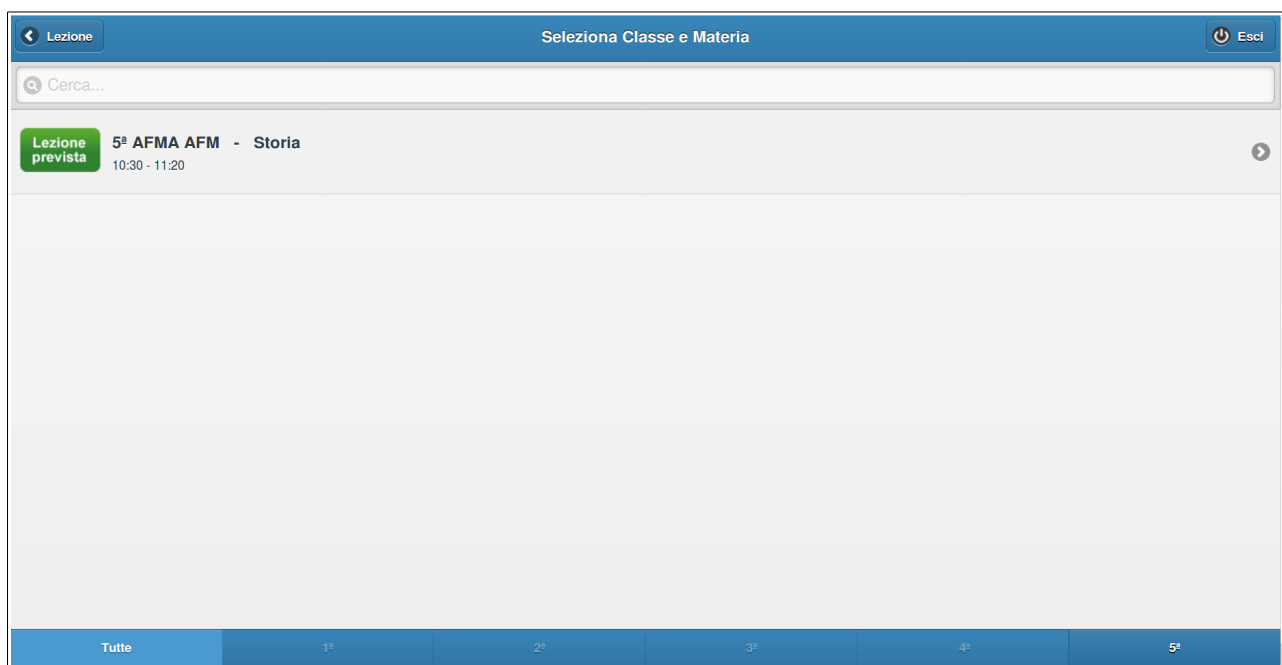 Lezione
Seleziona Classe e Materia
Esci
Cerca...
Lezione
prevista
5ª AFMA AFM - Storia
10:30 - 11:20
Tutte
1ª
2ª
3ª
4ª
5ª